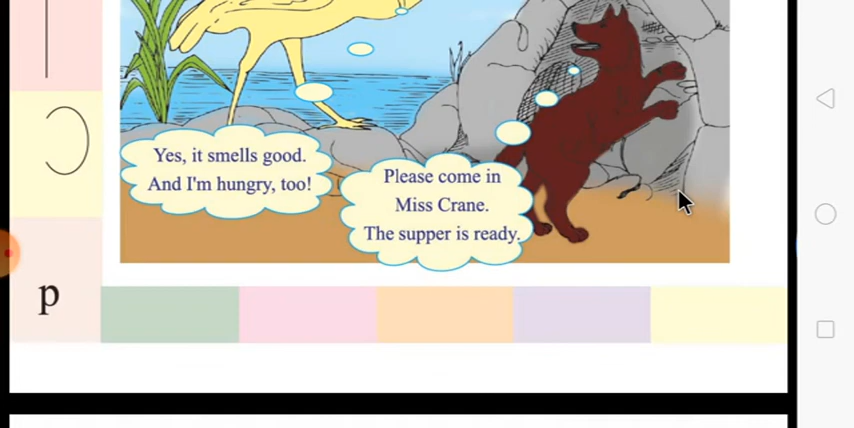 Yes, it smells good.
And I'm hungry, too!
Please come in
Miss Crane.
The supper is ready.
p